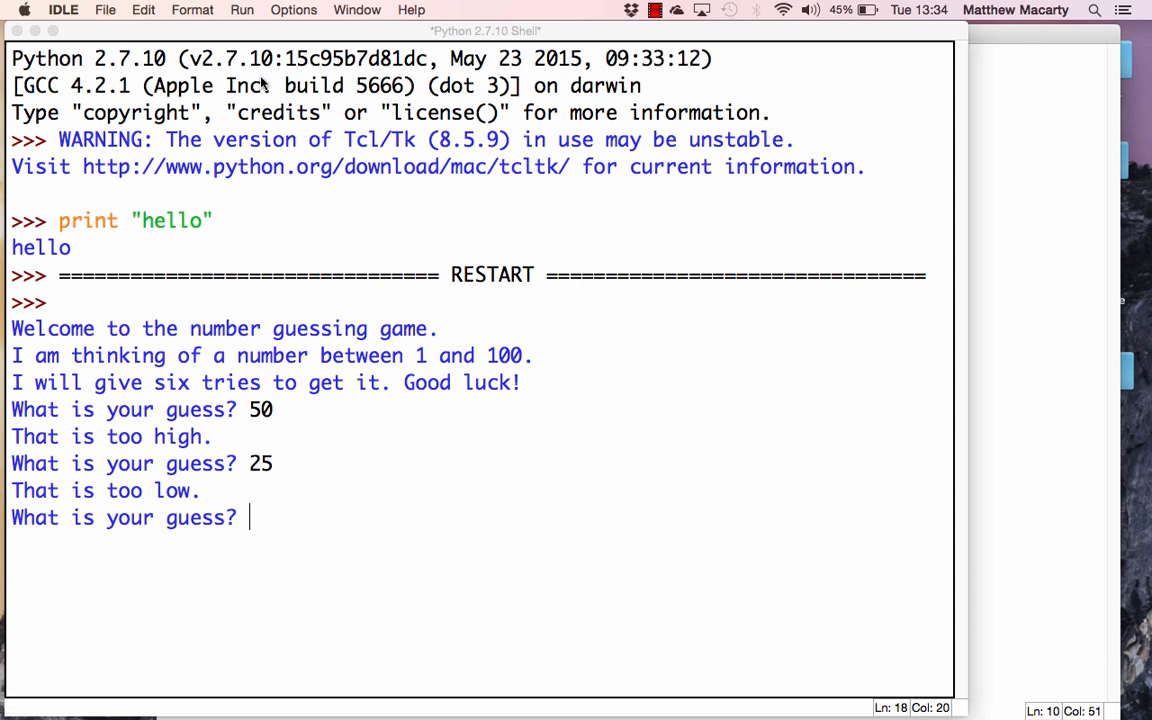 IDLE File Edit Format Run Options Window Help 45% Tue 13:34 Matthew Macarty
*Python 2.7.10 Shell*
Python 2.7.10 (v2.7.10:15c95b7d81dc, May 23 2015, 09:33:12)
[GCC 4.2.1 (Apple Inc. build 5666) (dot 3)] on darwin
Type "copyright", "credits" or "license()" for more information.
>>> WARNING: The version of Tcl/Tk (8.5.9) in use may be unstable.
Visit http://www.python.org/download/mac/tcltk/ for current information.
>>> print "hello"
hello
>>> ================================ RESTART ================================
>>>
Welcome to the number guessing game.
I am thinking of a number between 1 and 100.
I will give six tries to get it. Good luck!
What is your guess? 50
That is too high.
What is your guess? 25
That is too low.
What is your guess?
Ln: 18 Col: 20
Ln: 10 Col: 51